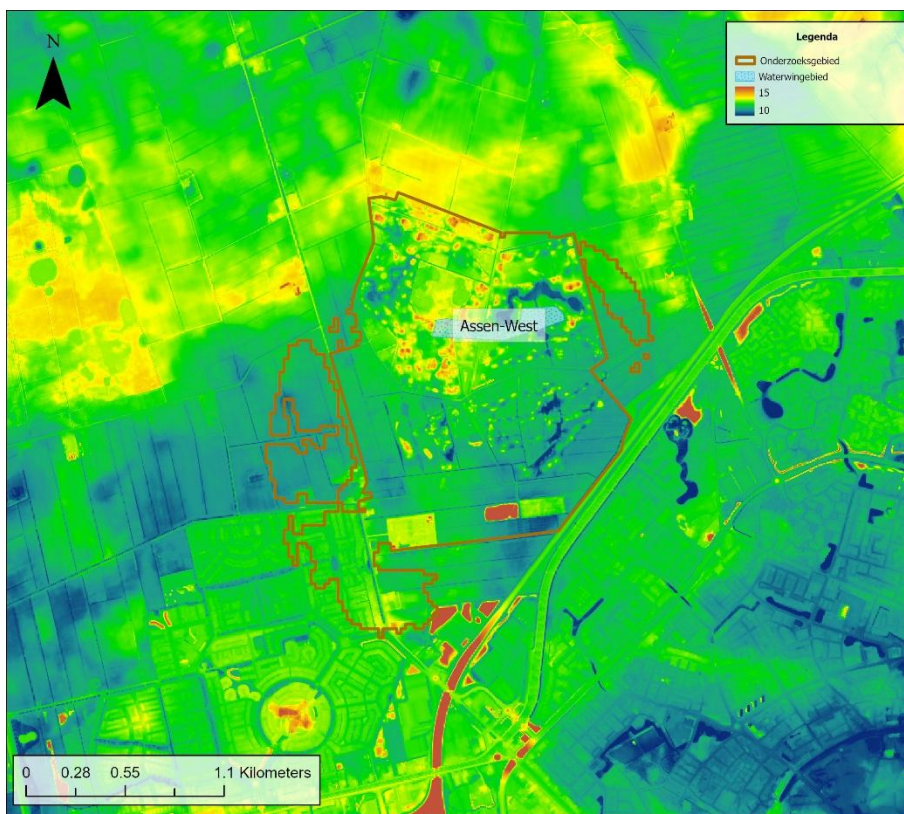 N
Legenda
Onderzoeksgebied
Waterwingebied
15
10
Assen-West
0 0.28 0.55 1.1 Kilometers